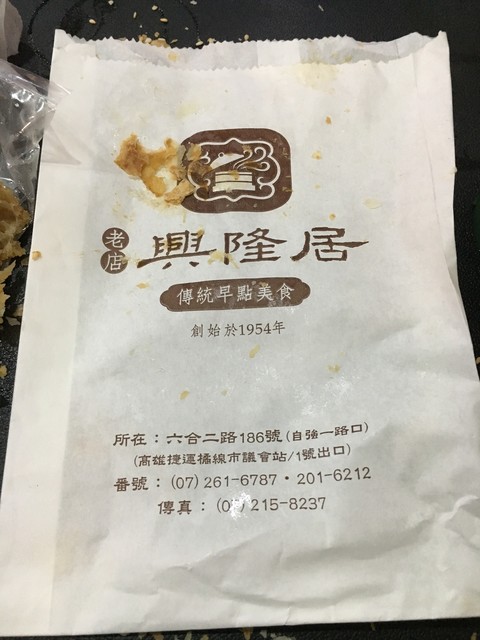 老店
興隆居
傳統早點美食
創始於1954年
所在：六合二路186號(自強一路口)
(高雄捷運橘線市議會站/1號出口)
番號：(07)261-6787・201-6212
傳真：(07)215-8237